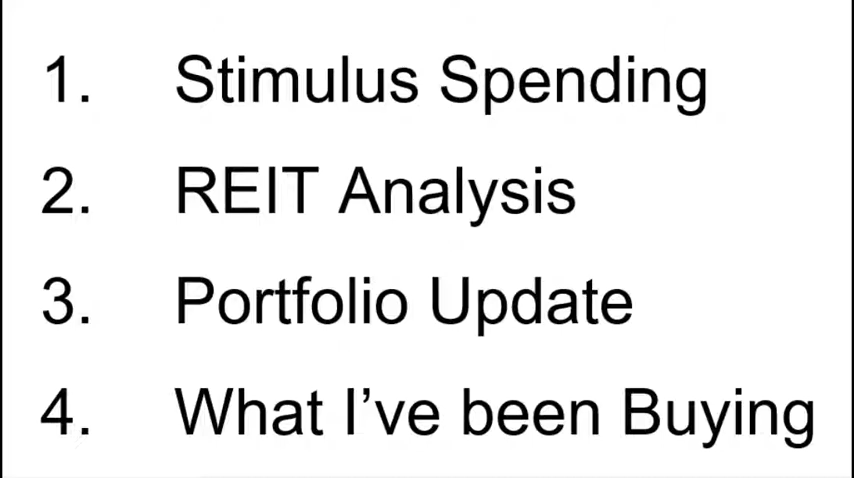 1. Stimulus Spending
2. REIT Analysis
3. Portfolio Update
4. What I’ve been Buying